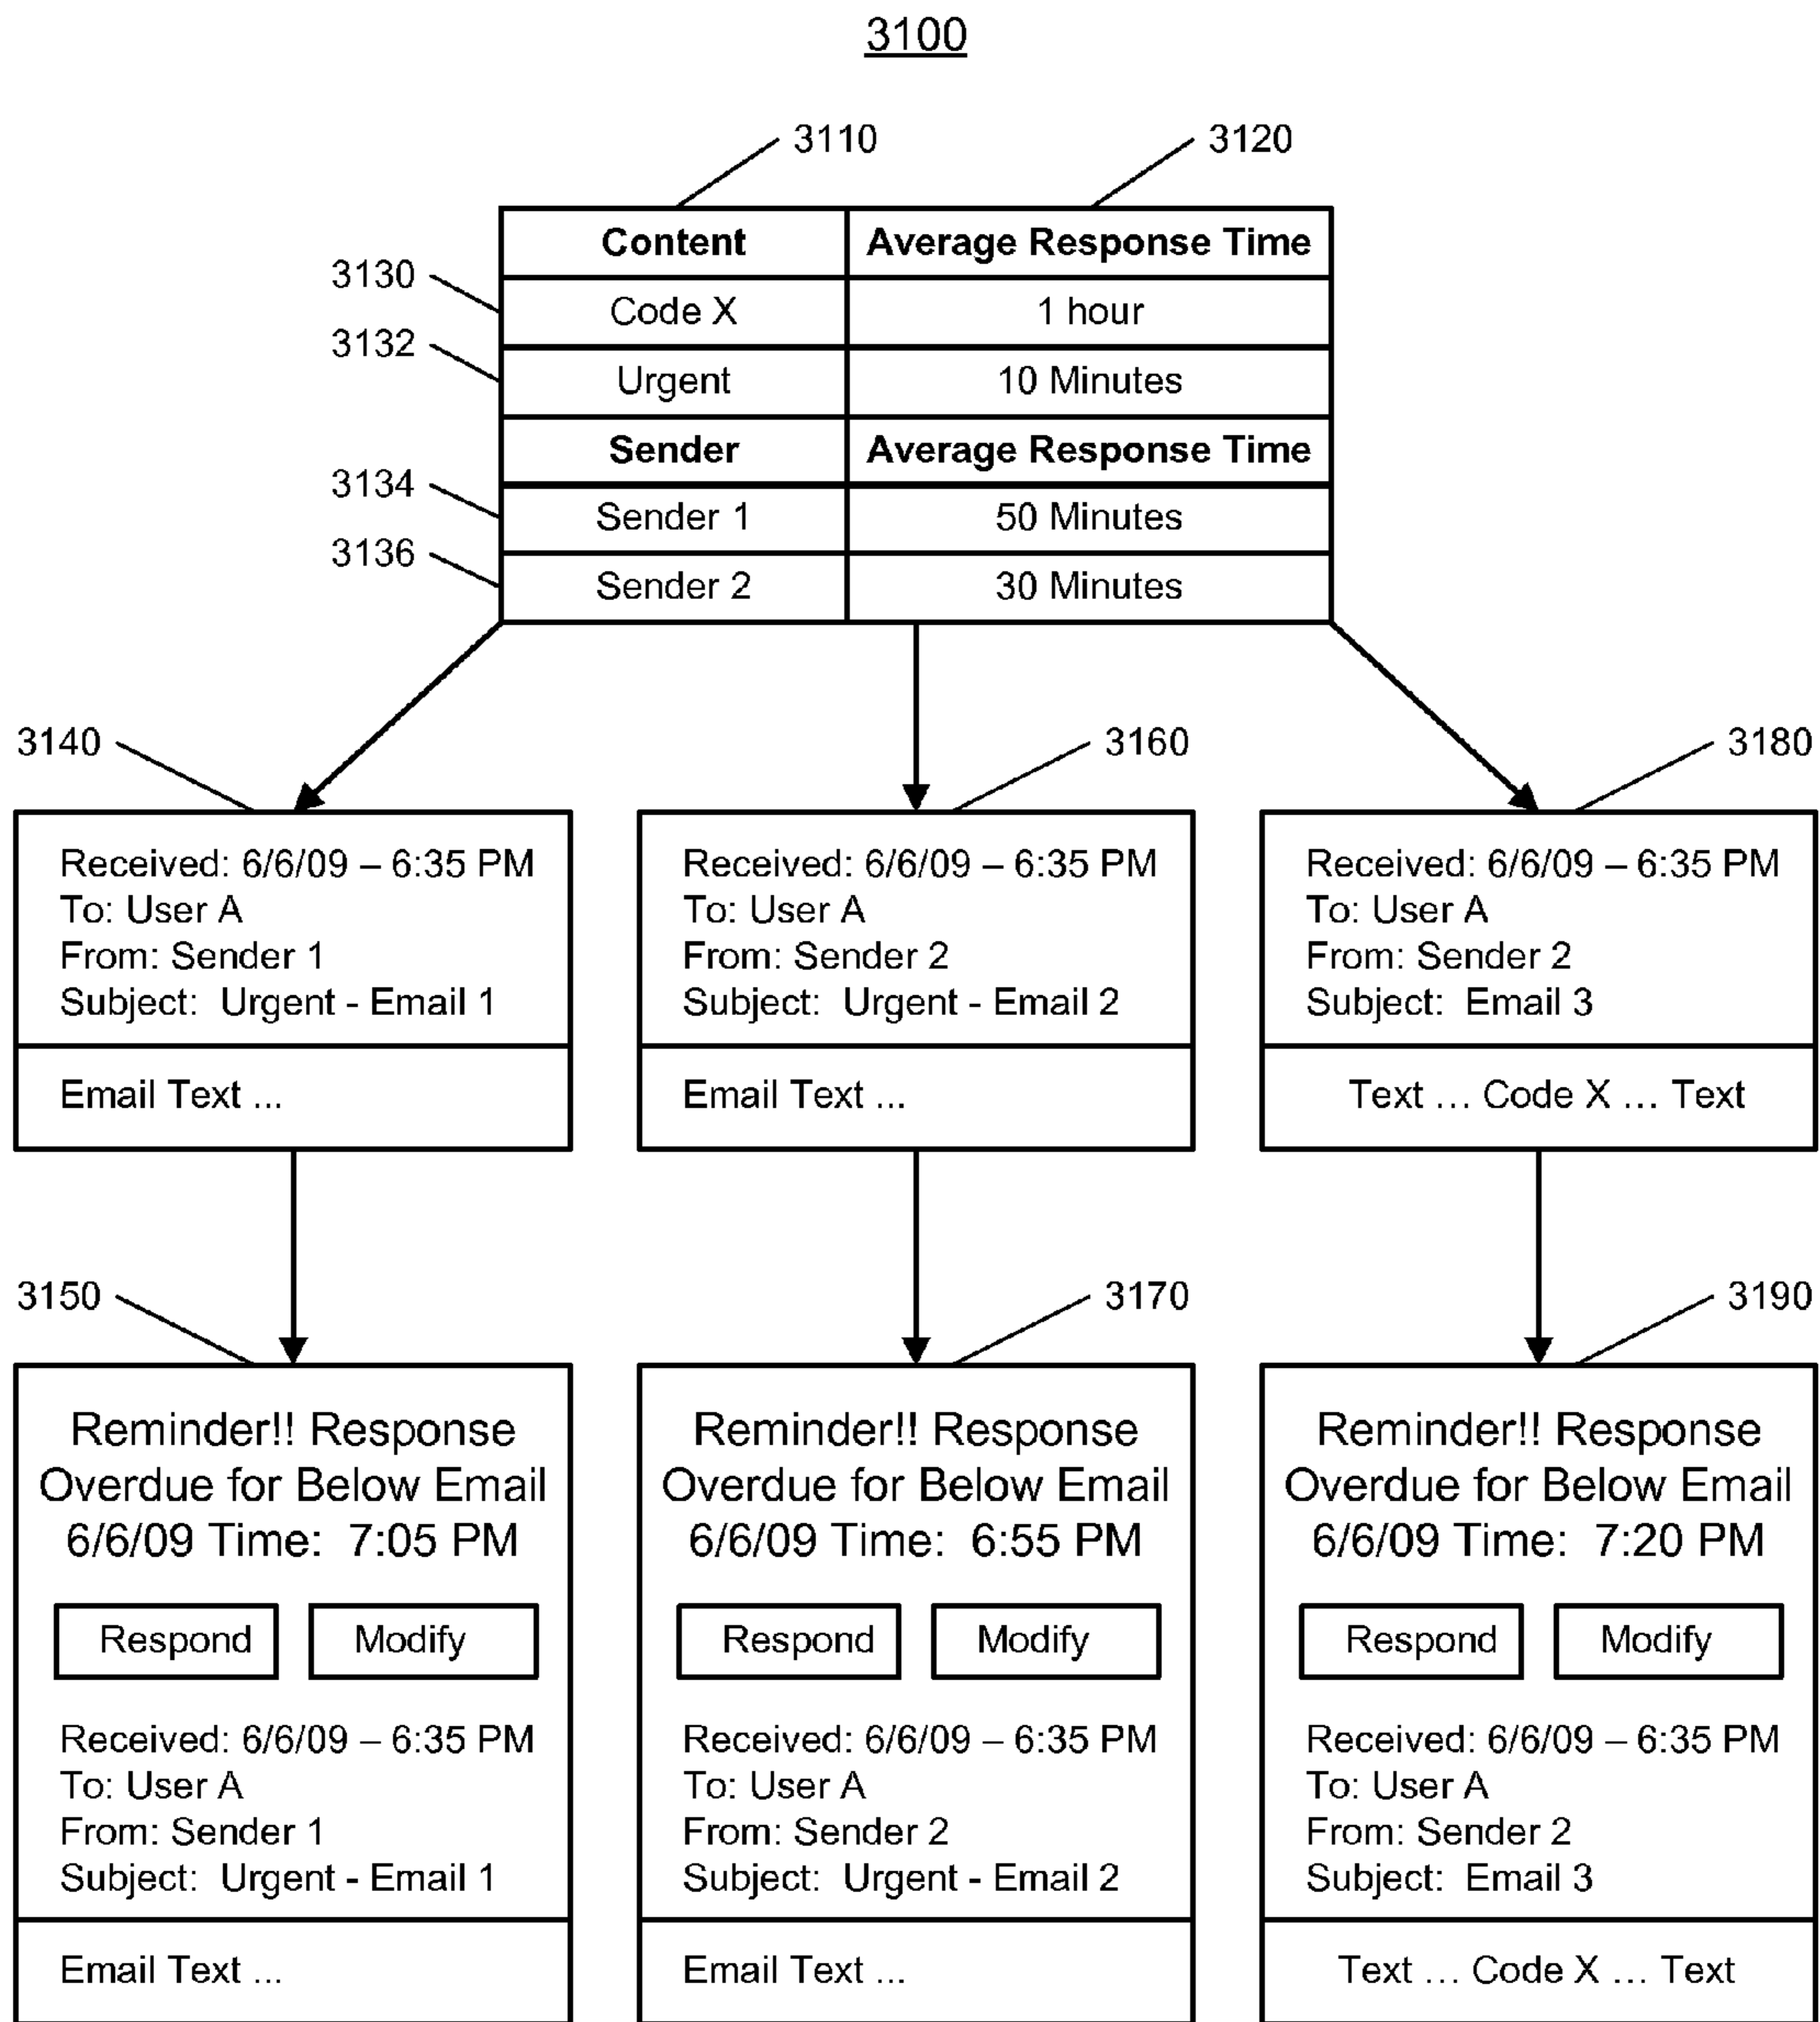 3100
3110
3120
Content Average Response Time
3130
Code X 1 hour
3132
Urgent 10 Minutes
Sender Average Response Time
3134
Sender 1 50 Minutes
3136
Sender 2 30 Minutes
3140
Received: 6/6/09 – 6:35 PM
To: User A
From: Sender 1
Subject: Urgent - Email 1
Email Text ...
3160
Received: 6/6/09 – 6:35 PM
To: User A
From: Sender 2
Subject: Urgent - Email 2
Email Text ...
3180
Received: 6/6/09 – 6:35 PM
To: User A
From: Sender 2
Subject: Email 3
Text ... Code X ... Text
3150
Reminder!! Response
Overdue for Below Email
6/6/09 Time: 7:05 PM
Respond Modify
Received: 6/6/09 – 6:35 PM
To: User A
From: Sender 1
Subject: Urgent - Email 1
Email Text ...
3170
Reminder!! Response
Overdue for Below Email
6/6/09 Time: 6:55 PM
Respond Modify
Received: 6/6/09 – 6:35 PM
To: User A
From: Sender 2
Subject: Urgent - Email 2
Email Text ...
3190
Reminder!! Response
Overdue for Below Email
6/6/09 Time: 7:20 PM
Respond Modify
Received: 6/6/09 – 6:35 PM
To: User A
From: Sender 2
Subject: Email 3
Text ... Code X ... Text